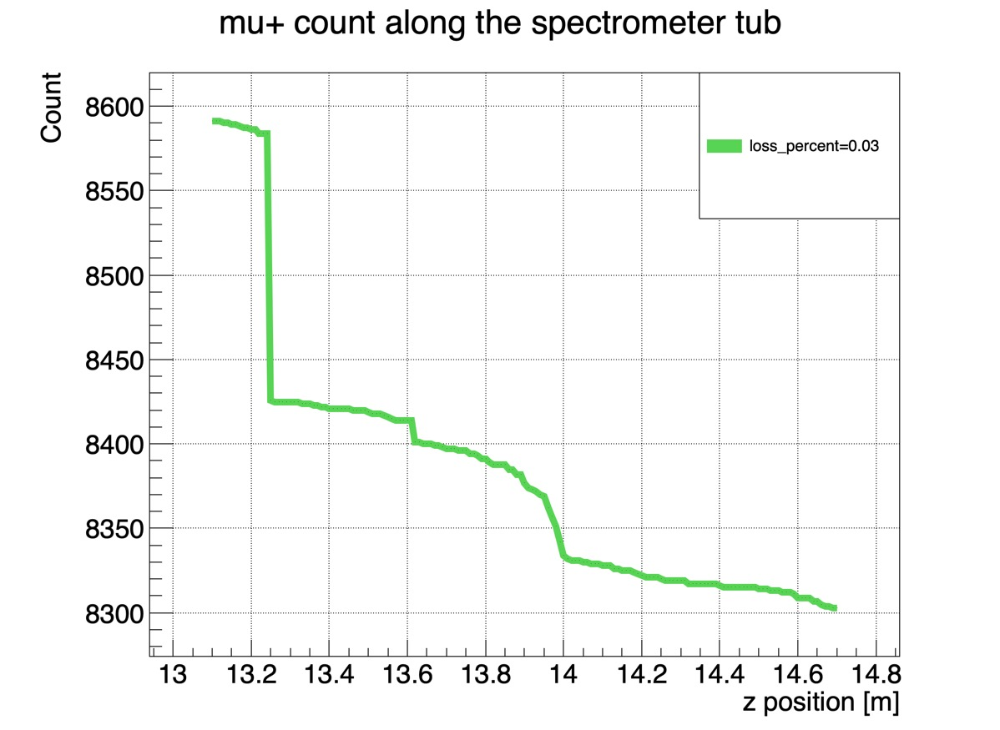 mu+ count along the spectrometer tub
Count
8600
8550
8500
8450
8400
8350
8300
loss_percent=0.03
13 13.2 13.4 13.6 13.8 14 14.2 14.4 14.6 14.8
z position [m]